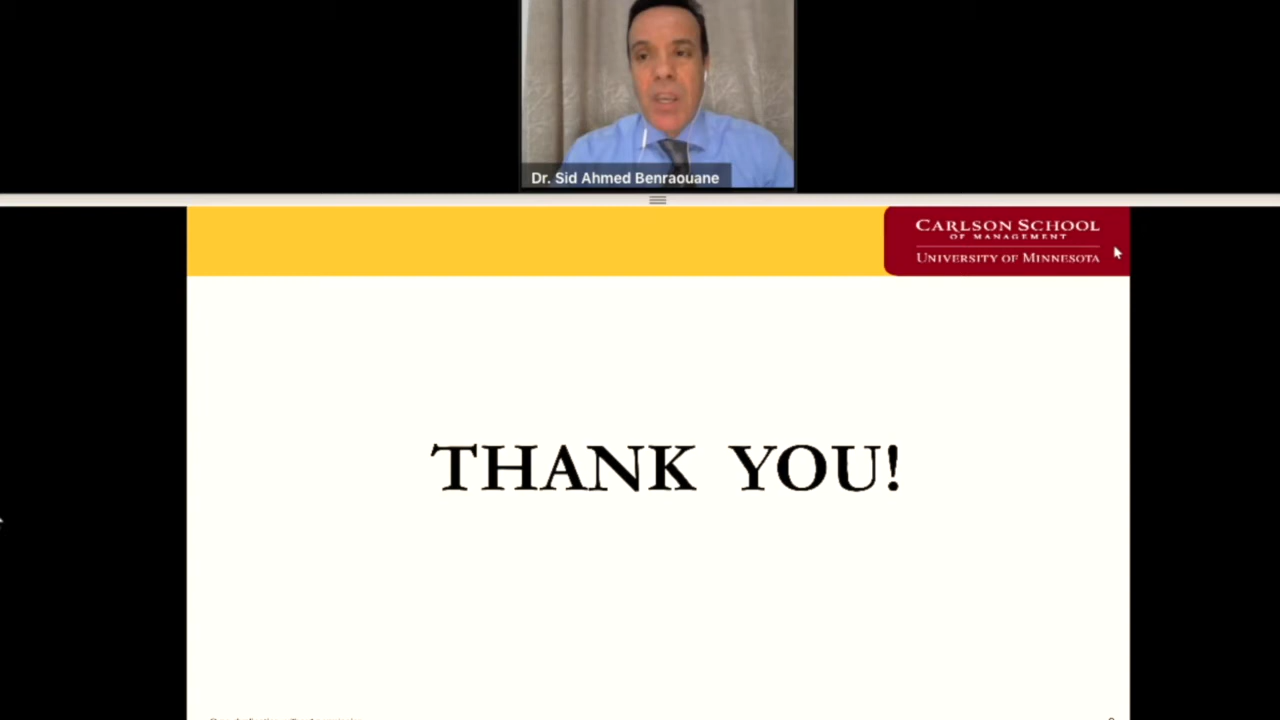 Dr. Sid Ahmed Benraouane
CARLSON SCHOOL
OF MANAGEMENT
UNIVERSITY OF MINNESOTA
THANK YOU!